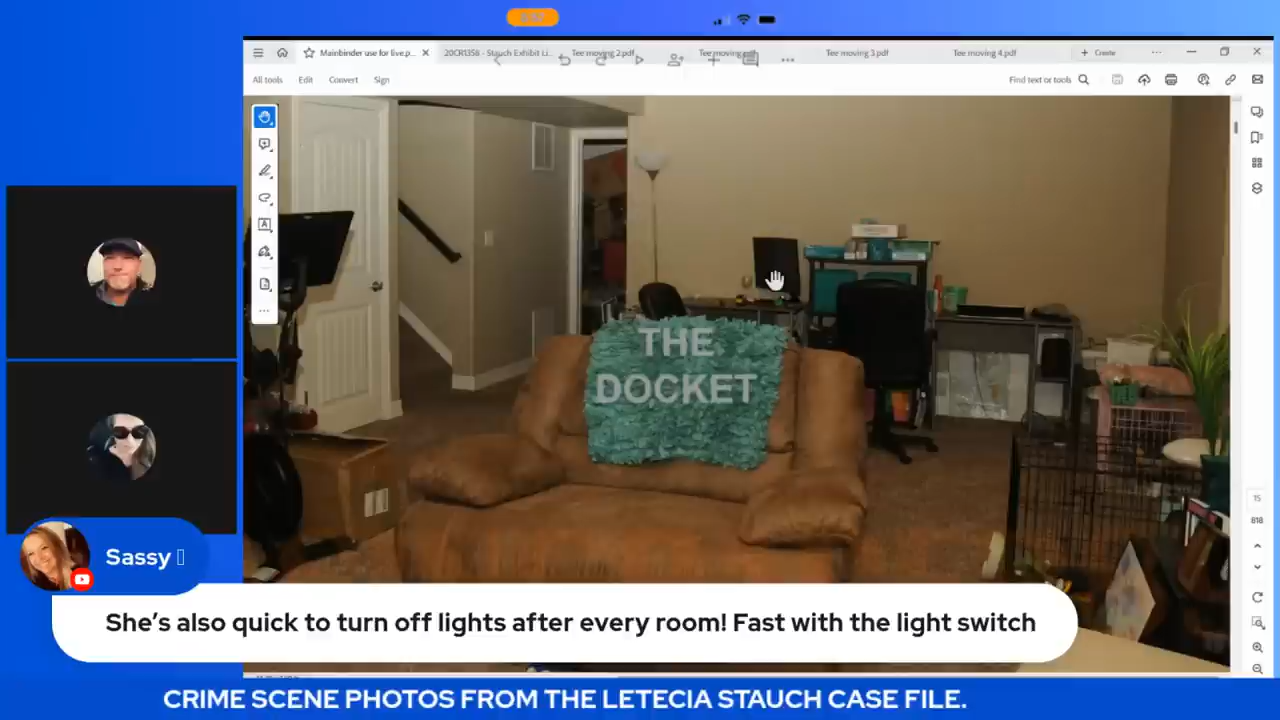 Mainbinder use for live.p...
20CR1358 - Stauch Exhibit Li...
Tee moving 2.pdf
Tee moving 3.pdf
Tee moving 4.pdf
Create
All tools
Edit
Convert
Sign
Find text or tools
THE
DOCKET
15
818
Sassy
She's also quick to turn off lights after every room! Fast with the light switch
CRIME SCENE PHOTOS FROM THE LETECIA STAUCH CASE FILE.